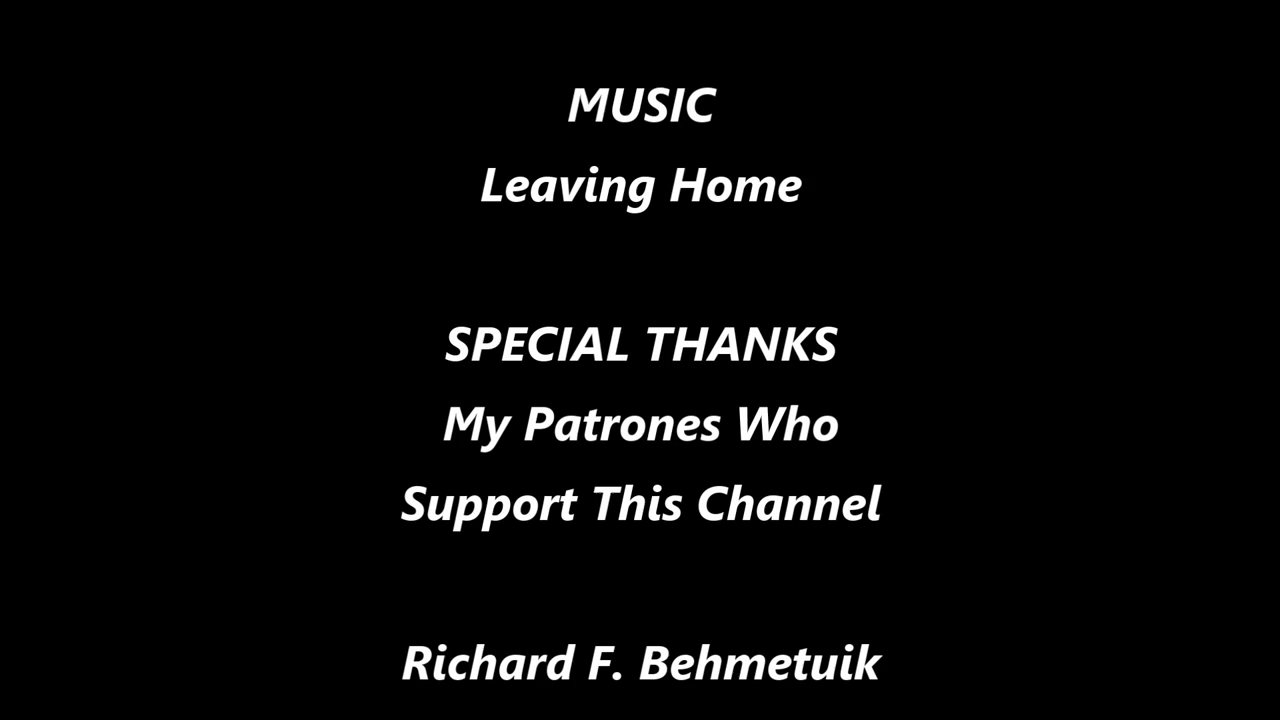 MUSIC
Leaving Home
SPECIAL THANKS
My Patrones Who
Support This Channel
Richard F. Behmetuik